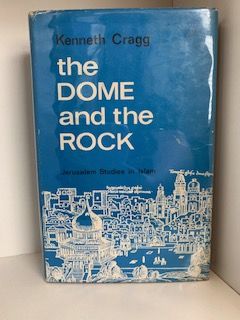 Kenneth Cragg
the
DOME
and the
ROCK
Jerusalem Studies in Islam